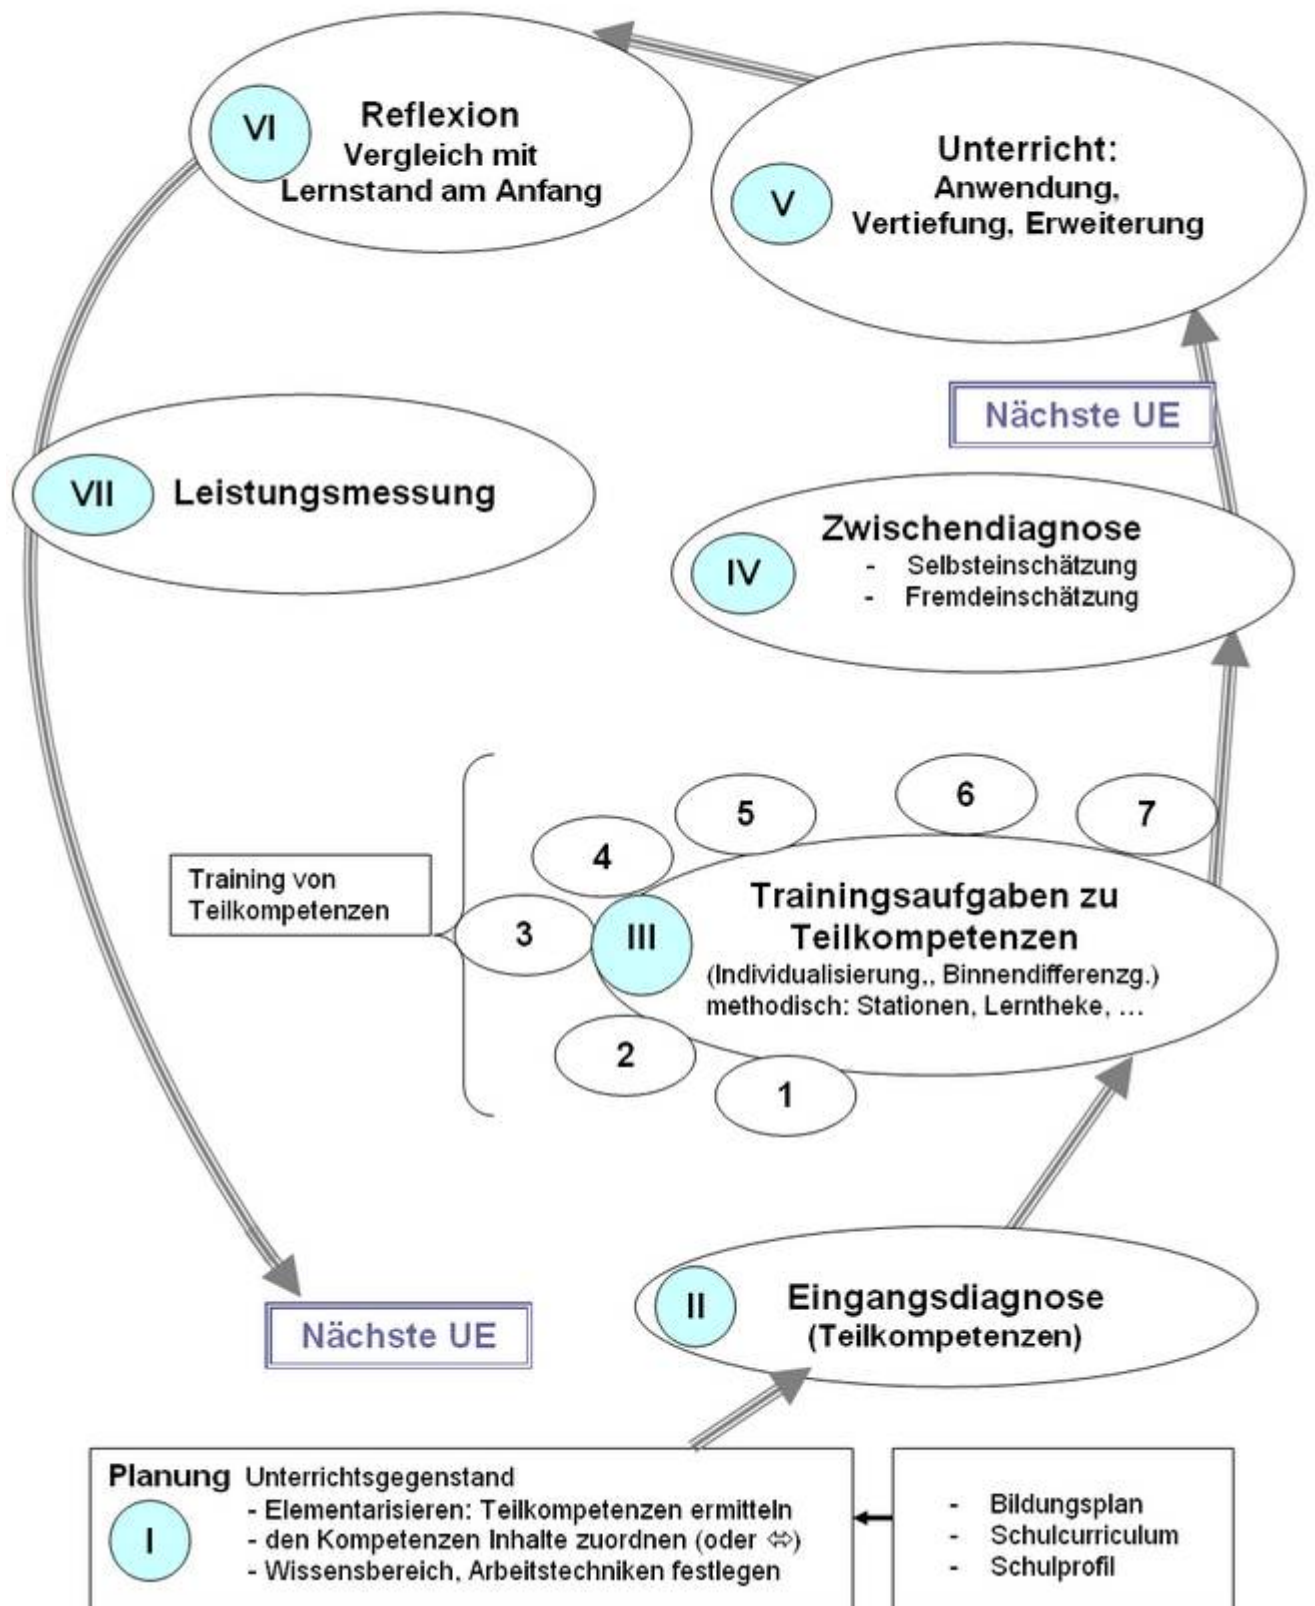 VI
Reflexion
Vergleich mit
Lernstand am Anfang
V
Unterricht:
Anwendung,
Vertiefung, Erweiterung
Nächste UE
VII
Leistungsmessung
IV
Zwischendiagnose
- Selbsteinschätzung
- Fremdeinschätzung
Training von
Teilkompetenzen
1
2
3
4
5
6
7
III
Trainingsaufgaben zu
Teilkompetenzen
(Individualisierung,, Binnendifferenzg.)
methodisch: Stationen, Lerntheke, …
II
Eingangsdiagnose
(Teilkompetenzen)
Nächste UE
Planung Unterrichtsgegenstand
I
- Elementarisieren: Teilkompetenzen ermitteln
- den Kompetenzen Inhalte zuordnen (oder ⇔)
- Wissensbereich, Arbeitstechniken festlegen
- Bildungsplan
- Schulcurriculum
- Schulprofil